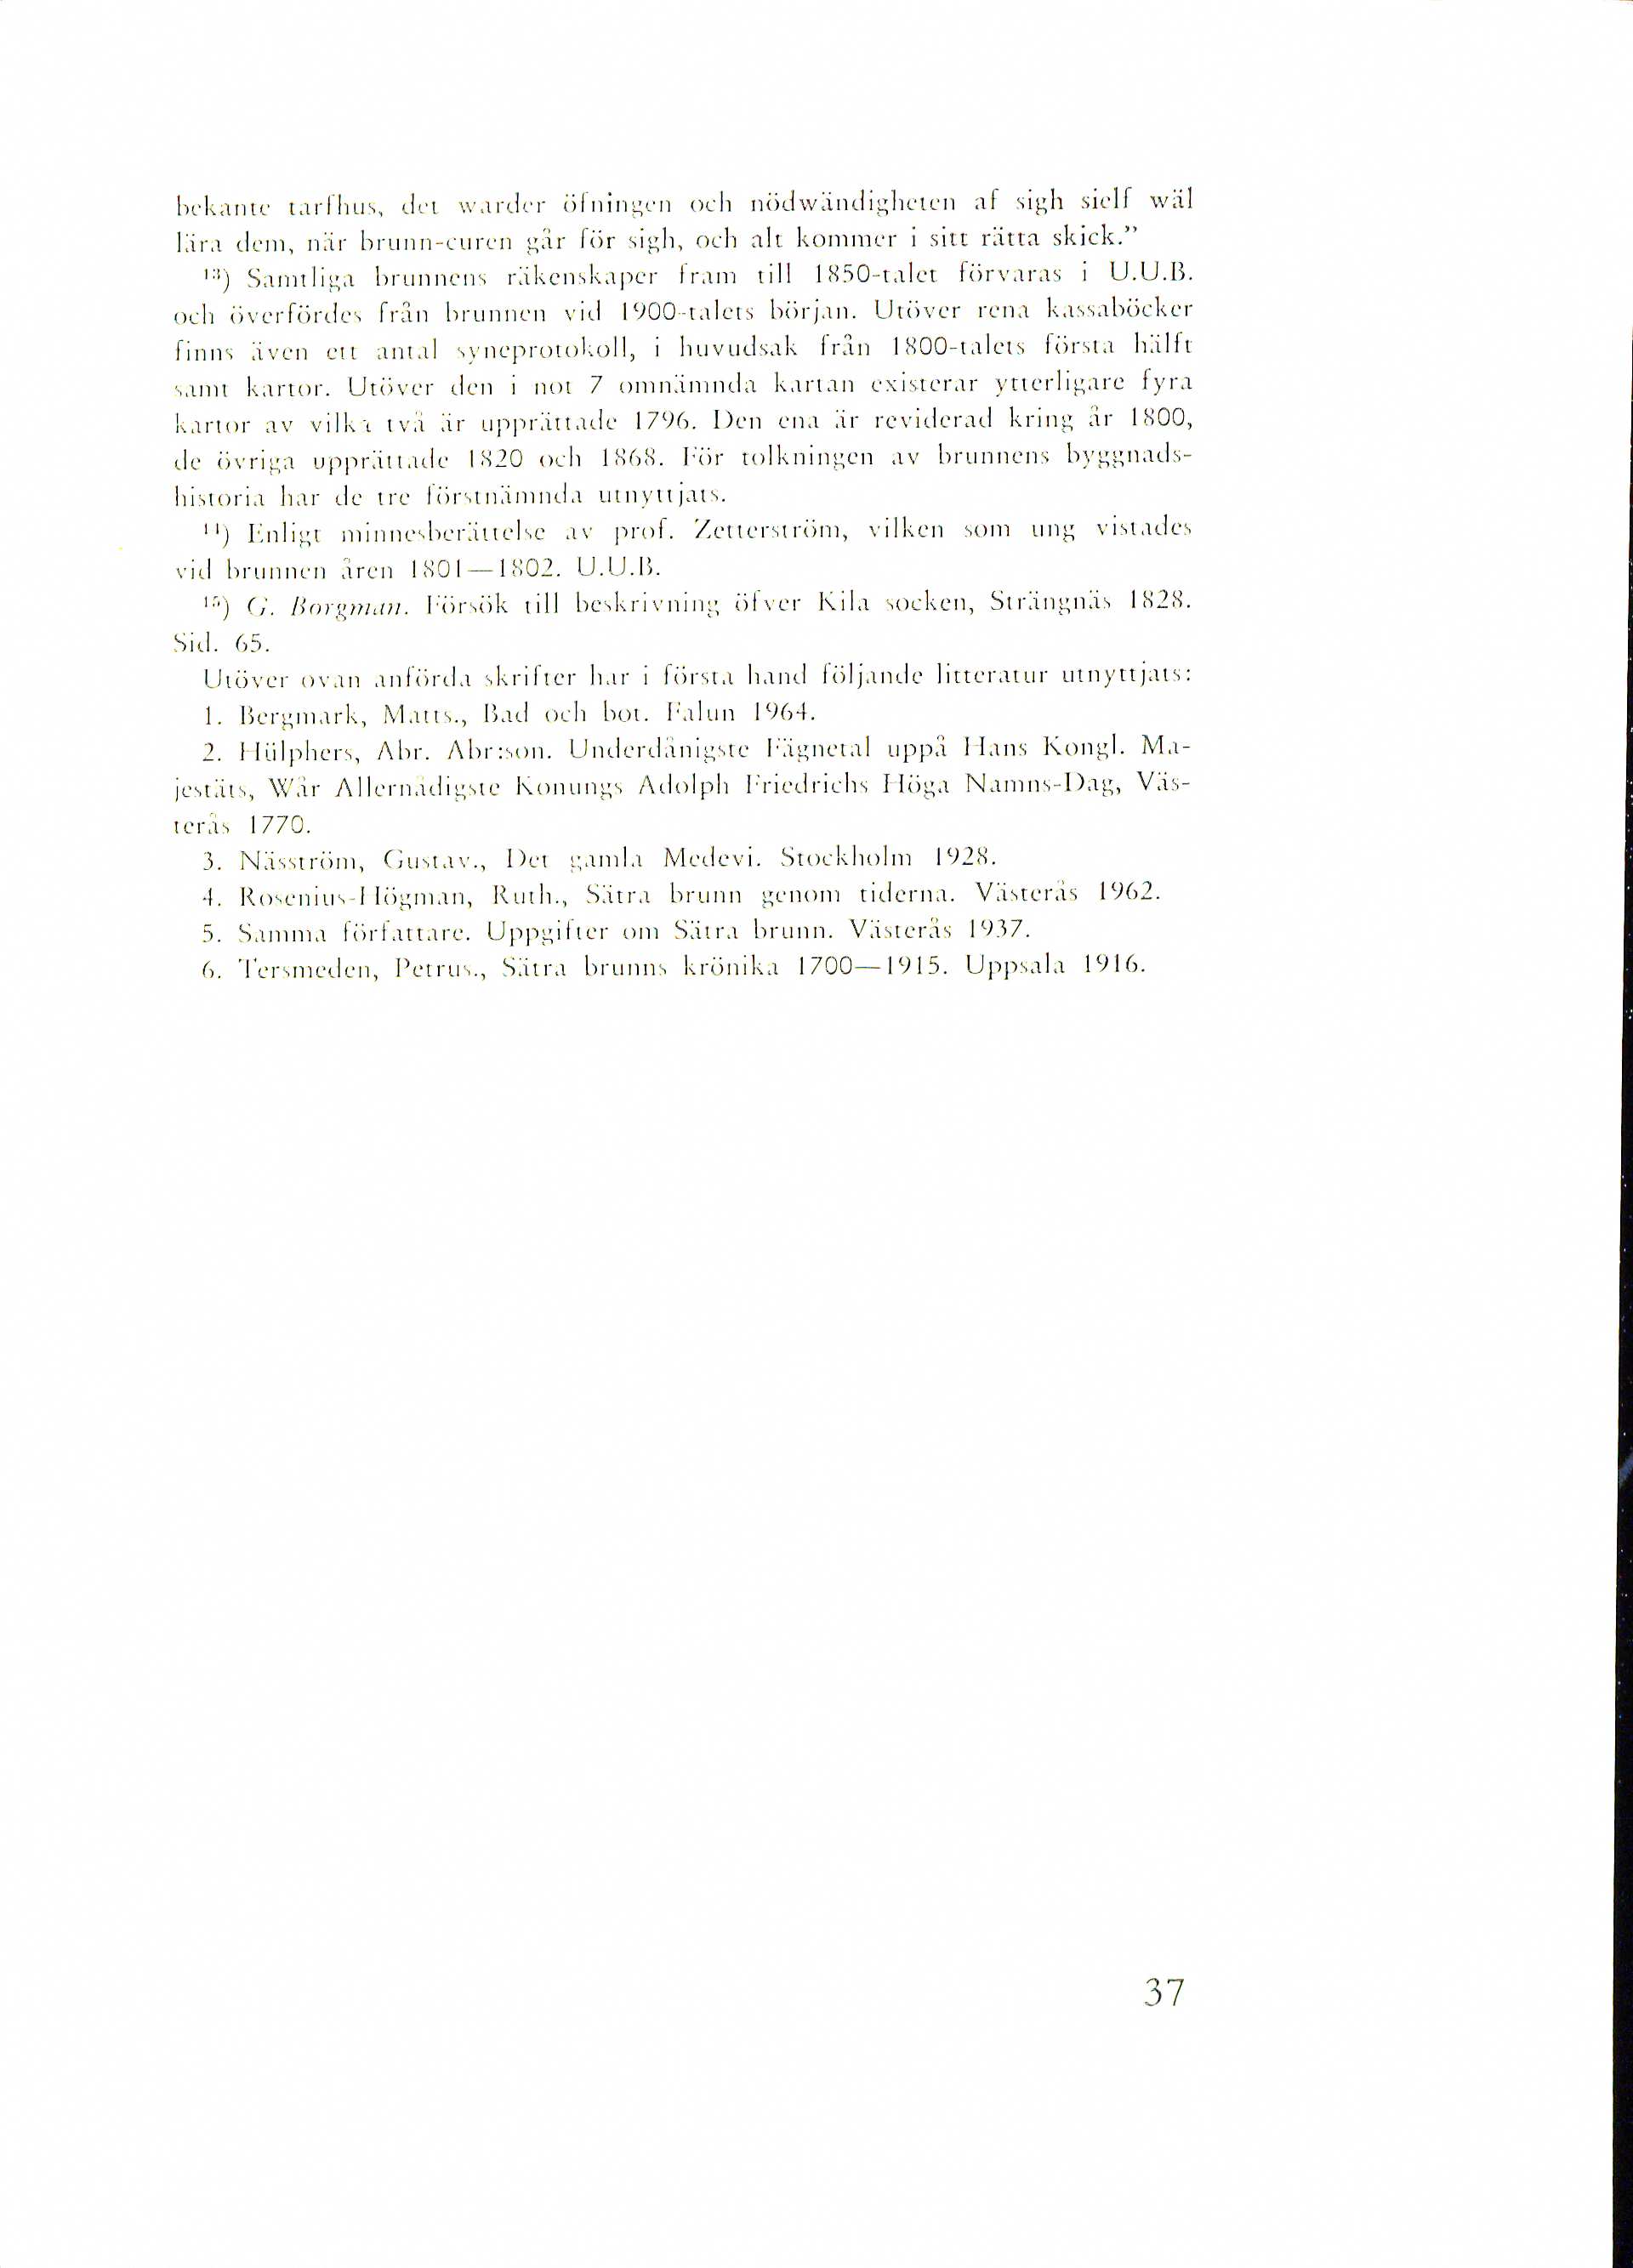 bekante tarfhus, det warder öfningen och nödwändigheten af sigh sielf wäl
lära dem, när brunn-curen går för sigh, och alt kommer i sitt rätta skick.”
¹³) Samtliga brunnens räkenskaper fram till 1850-talet förvaras i U.U.B.
och överfördes från brunnen vid 1900-talets början. Utöver rena kassaböcker
finns även ett antal syneprotokoll, i huvudsak från 1800-talets första hälft
samt kartor. Utöver den i not 7 omnämnda kartan existerar ytterligare fyra
kartor av vilka två är upprättade 1796. Den ena är reviderad kring år 1800,
de övriga upprättade 1820 och 1868. För tolkningen av brunnens byggnads-
historia har de tre förstnämnda utnyttjats.
¹⁴) Enligt minnesberättelse av prof. Zetterström, vilken som ung vistades
vid brunnen åren 1801—1802. U.U.B.
¹⁵) G. Borgman. Försök till beskrivning öfver Kila socken, Strängnäs 1828.
Sid. 65.
Utöver ovan anförda skrifter har i första hand följande litteratur utnyttjats:
1. Bergmark, Matts., Bad och bot. Falun 1964.
2. Hülphers, Abr. Abr:son. Underdånigste Fägnetal uppå Hans Kongl. Ma-
jestäts, Wår Allernådigste Konungs Adolph Friedrichs Höga Namns-Dag, Väs-
terås 1770.
3. Näsström, Gustav., Det gamla Medevi. Stockholm 1928.
4. Rosenius-Högman, Ruth., Sätra brunn genom tiderna. Västerås 1962.
5. Samma författare. Uppgifter om Sätra brunn. Västerås 1937.
6. Tersmeden, Petrus., Sätra brunns krönika 1700—1915. Uppsala 1916.
37